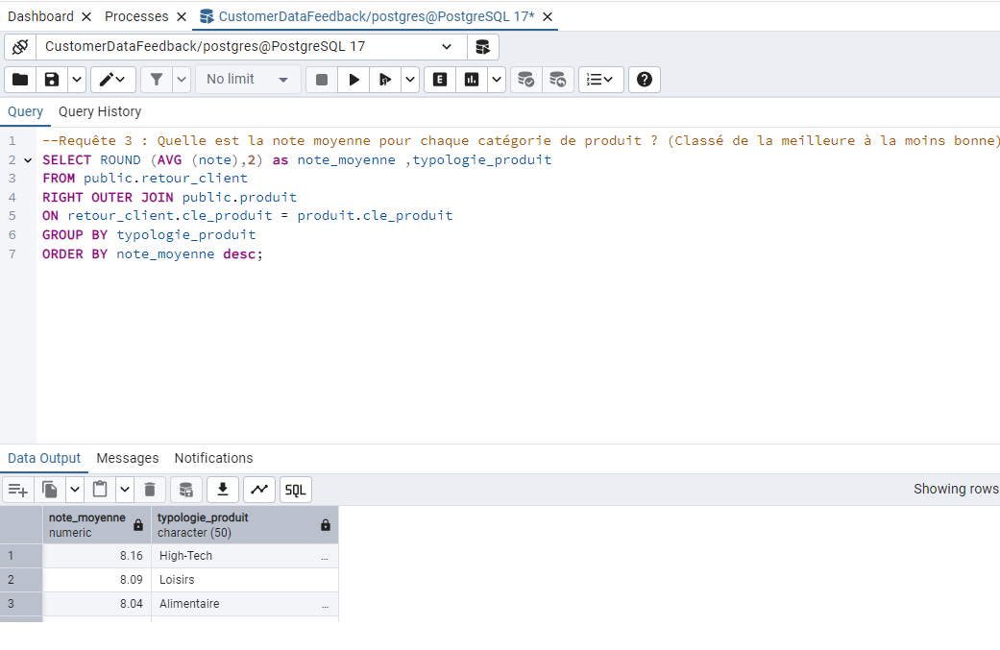 Dashboard Processes CustomerDataFeedback/postgres@PostgreSQL 17*
CustomerDataFeedback/postgres@PostgreSQL 17
No limit
E
Query Query History
1 --Requête 3 : Quelle est la note moyenne pour chaque catégorie de produit ? (Classé de la meilleure à la moins bonne)
2 SELECT ROUND (AVG (note),2) as note_moyenne ,typologie_produit
3 FROM public.retour_client
4 RIGHT OUTER JOIN public.produit
5 ON retour_client.cle_produit = produit.cle_produit
6 GROUP BY typologie_produit
7 ORDER BY note_moyenne desc;
Data Output Messages Notifications
SQL Showing rows
note_moyenne typologie_produit
numeric character (50)
1 8.16 High-Tech ...
2 8.09 Loisirs
3 8.04 Alimentaire ...